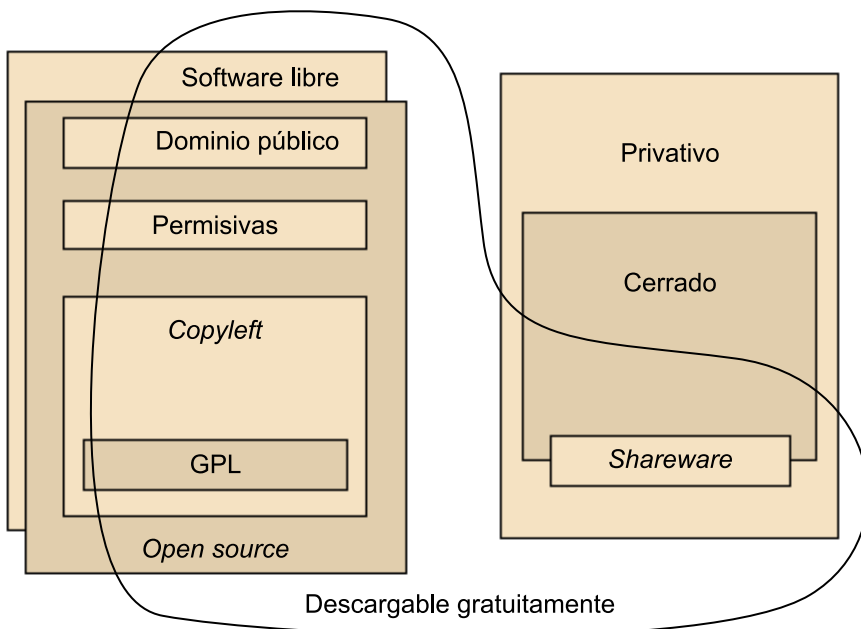 Software libre
Dominio público
Permisivas
Copyleft
GPL
Open source
Privativo
Cerrado
Shareware
Descargable gratuitamente